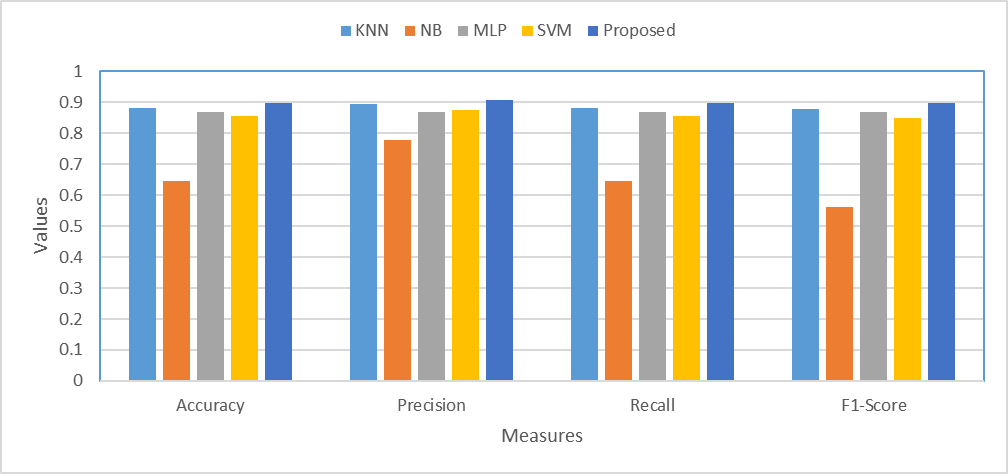 KNN NB MLP SVM Proposed
1
0.9
0.8
0.7
0.6
0.5
0.4
0.3
0.2
0.1
0
Values
Accuracy Precision Recall F1-Score
Measures